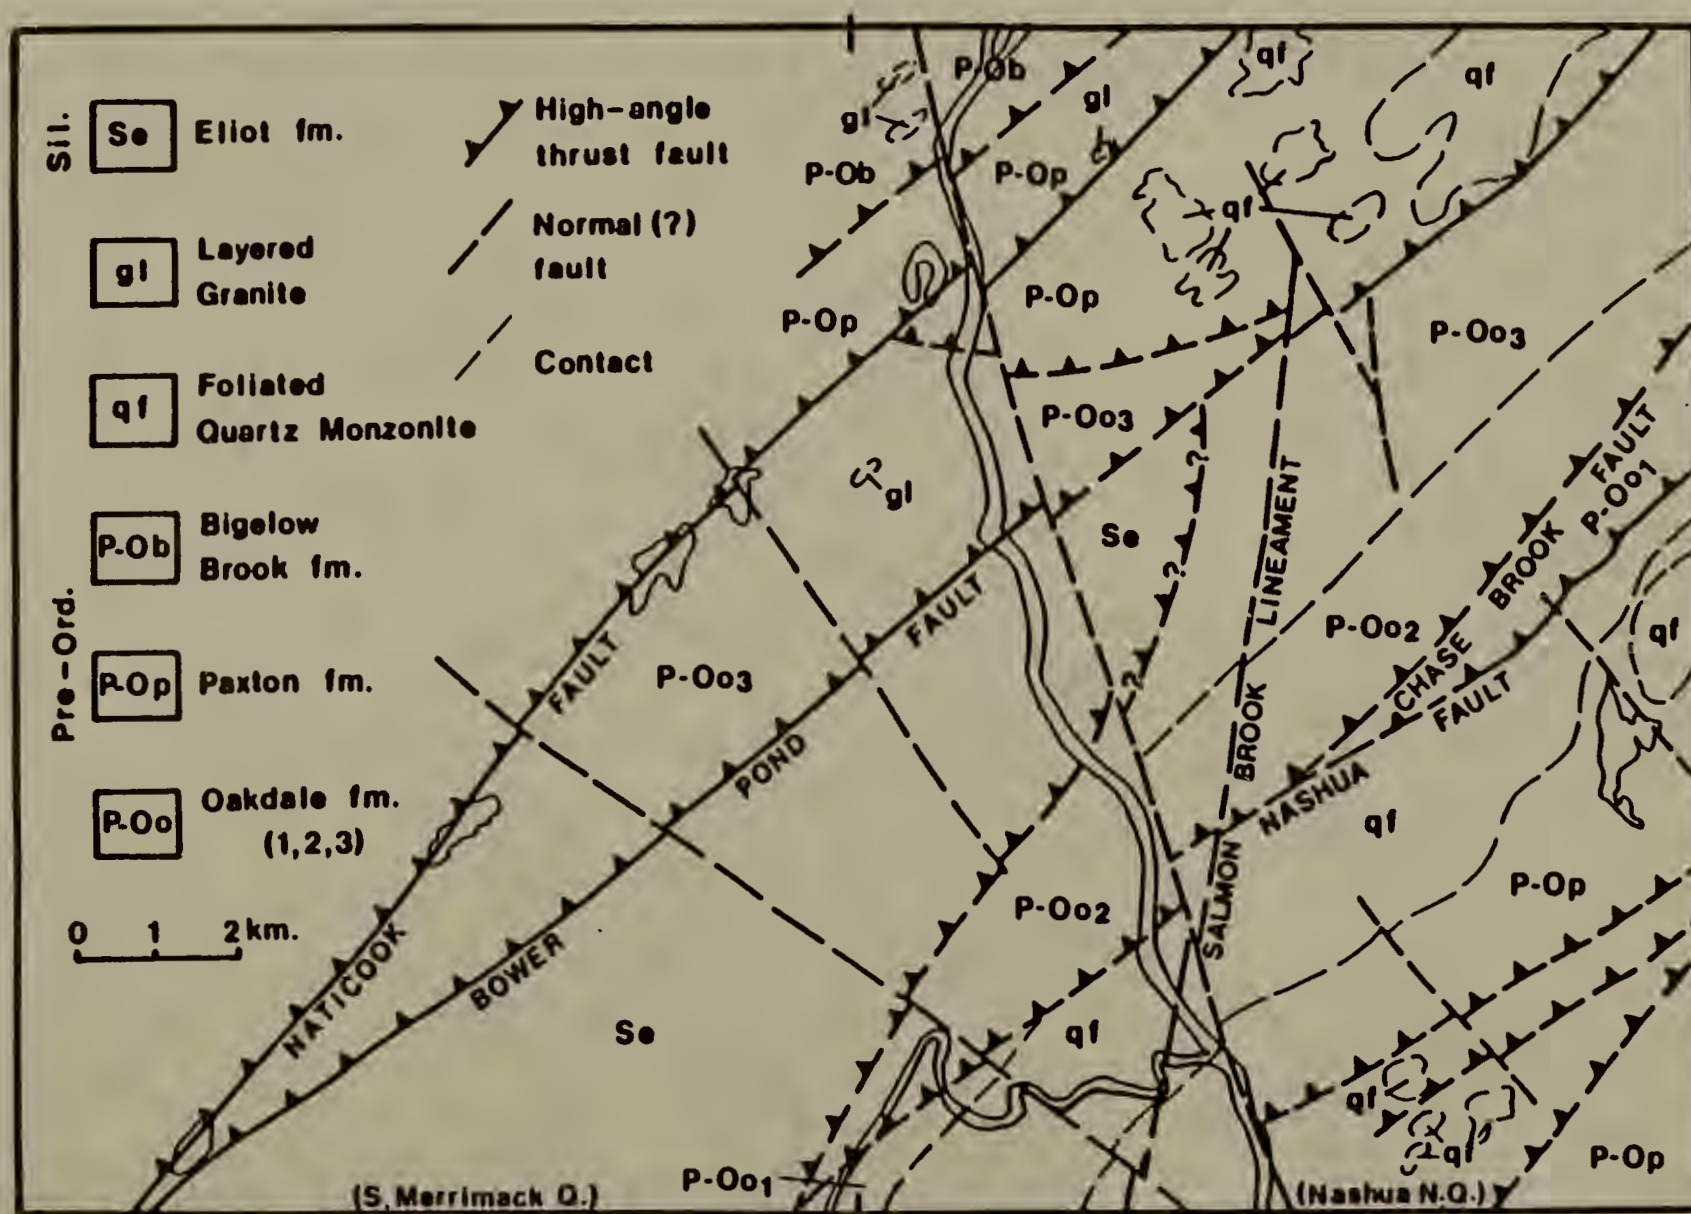 Sil.
Se
Eliot fm.
gl
Layered
Granite
qf
Foliated
Quartz Monzonite
Pre-Ord.
P-Ob
Bigelow
Brook fm.
P-Op
Paxton fm.
P-Oo
Oakdale fm.
(1,2,3)
High-angle
thrust fault
Normal (?)
fault
Contact
0 1 2 km.
P-Ob
gl
gl
qf
qf
P-Ob
P-Op
qf
P-Op
P-Op
P-Oo3
P-Oo3
gl
Se
?
?
?
P-Oo2
P-Oo1
qf
CHASE BROOK FAULT
NASHUA FAULT
SALMON BROOK LINEAMENT
NATICOOK FAULT
BOWER POND FAULT
P-Oo3
qf
P-Op
P-Oo2
Se
qf
qf
qf
P-Op
P-Oo1
(S. Merrimack Q.)
(Nashua N.Q.)